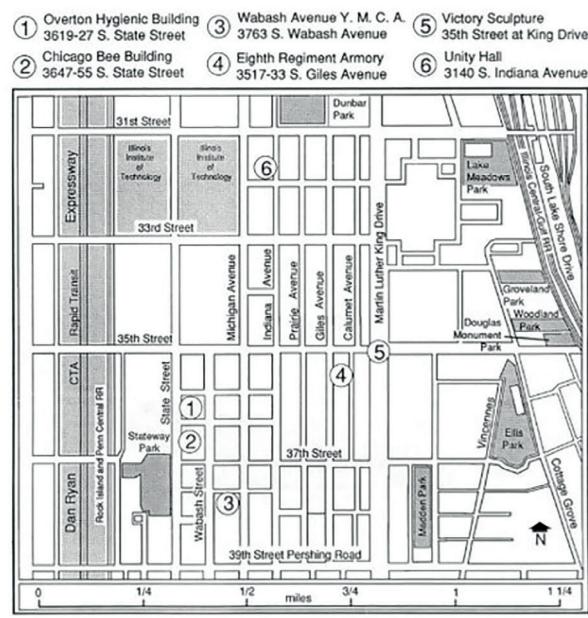 1 Overton Hygienic Building
3619-27 S. State Street
2 Chicago Bee Building
3647-55 S. State Street
3 Wabash Avenue Y. M. C. A.
3763 S. Wabash Avenue
4 Eighth Regiment Armory
3517-33 S. Giles Avenue
5 Victory Sculpture
35th Street at King Drive
6 Unity Hall
3140 S. Indiana Avenue
31st Street
Dunbar
Park
Illinois
Institute
of
Technology
Illinois
Institute
of
Technology
6
Lake
Meadows
Park
Illinois Central-Gulf RR
South Lake Shore Drive
Expressway
33rd Street
Rapid Transit
Michigan Avenue
Indiana Avenue
Prairie Avenue
Giles Avenue
Calumet Avenue
Martin Luther King Drive
Groveland
Park
Woodland
Park
Douglas
Monument
Park
35th Street
5
CTA
4
State Street
1
Rock Island and Penn Central RR
Stateway
Park
2
37th Street
Vincennes
Ellis
Park
Dan Ryan
Wabash Street
3
Madden Park
Cottage Grove
39th Street Pershing Road
N
0 1/4 1/2 3/4 1 1 1/4
miles